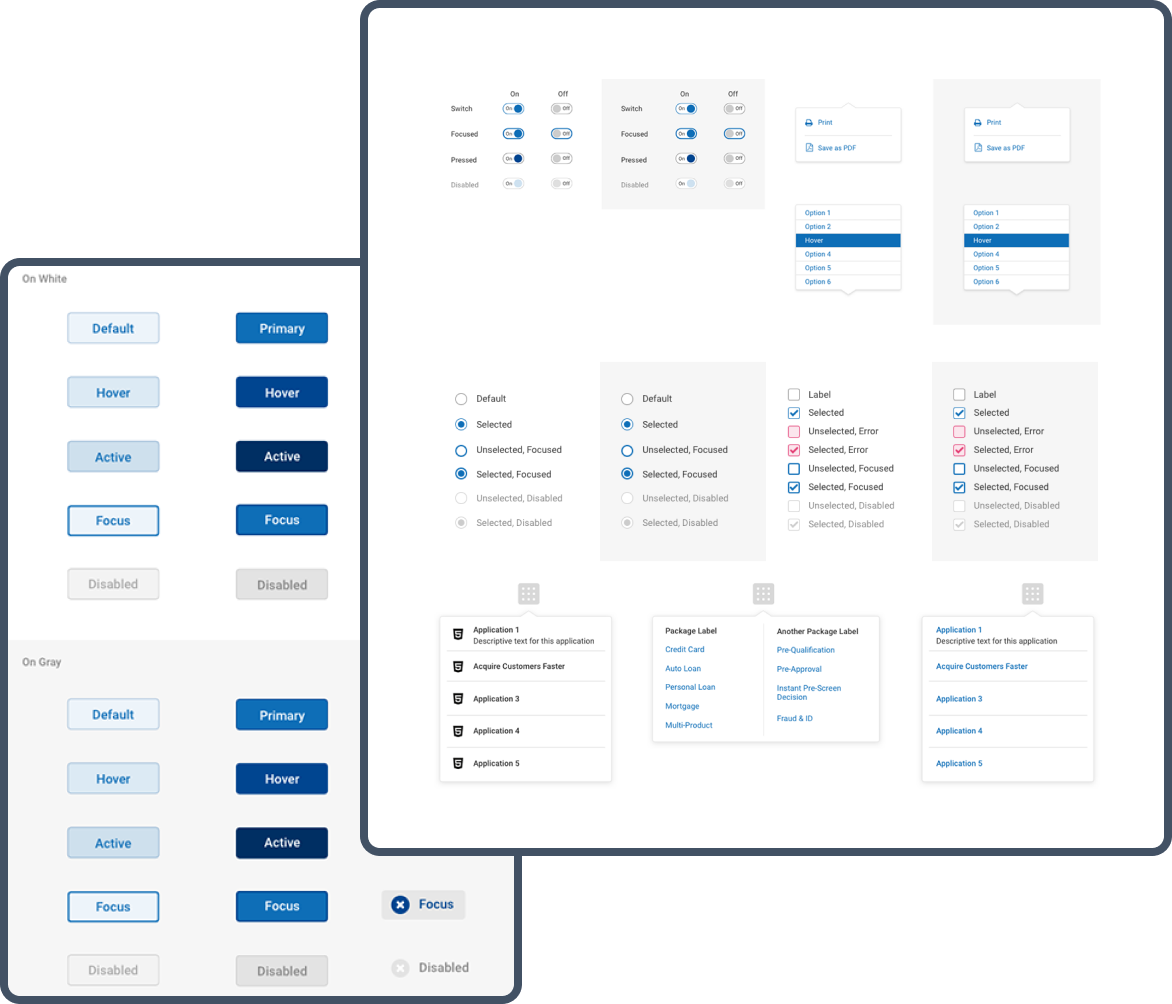 On Off
Switch On Off
Focused On Off
Pressed On Off
Disabled On Off
On Off
Switch On Off
Focused On Off
Pressed On Off
Disabled On Off
Print
Save as PDF
Option 1
Option 2
Hover
Option 4
Option 5
Option 6
Print
Save as PDF
Option 1
Option 2
Hover
Option 4
Option 5
Option 6
Default
Selected
Unselected, Focused
Selected, Focused
Unselected, Disabled
Selected, Disabled
Default
Selected
Unselected, Focused
Selected, Focused
Unselected, Disabled
Selected, Disabled
Label
Selected
Unselected, Error
Selected, Error
Unselected, Focused
Selected, Focused
Unselected, Disabled
Selected, Disabled
Label
Selected
Unselected, Error
Selected, Error
Unselected, Focused
Selected, Focused
Unselected, Disabled
Selected, Disabled
Application 1
Descriptive text for this application
Acquire Customers Faster
Application 3
Application 4
Application 5
Package Label
Credit Card
Auto Loan
Personal Loan
Mortgage
Multi-Product
Another Package Label
Pre-Qualification
Pre-Approval
Instant Pre-Screen
Decision
Fraud & ID
Application 1
Descriptive text for this application
Acquire Customers Faster
Application 3
Application 4
Application 5
On White
Default Primary
Hover Hover
Active Active
Focus Focus
Disabled Disabled
On Gray
Default Primary
Hover Hover
Active Active
Focus Focus Focus
Disabled Disabled Disabled